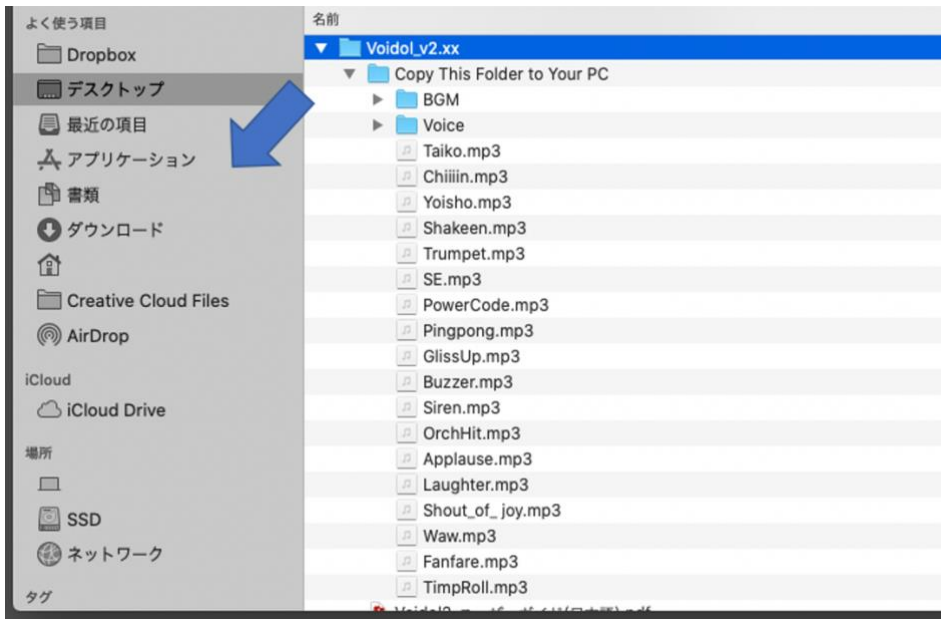 よく使う項目
Dropbox
デスクトップ
最近の項目
アプリケーション
書類
ダウンロード
Creative Cloud Files
AirDrop
iCloud
iCloud Drive
場所
SSD
ネットワーク
タグ
名前
Voidol_v2.xx
Copy This Folder to Your PC
BGM
Voice
Taiko.mp3
Chiiiin.mp3
Yoisho.mp3
Shakeen.mp3
Trumpet.mp3
SE.mp3
PowerCode.mp3
Pingpong.mp3
GlissUp.mp3
Buzzer.mp3
Siren.mp3
OrchHit.mp3
Applause.mp3
Laughter.mp3
Shout_of_ joy.mp3
Waw.mp3
Fanfare.mp3
TimpRoll.mp3